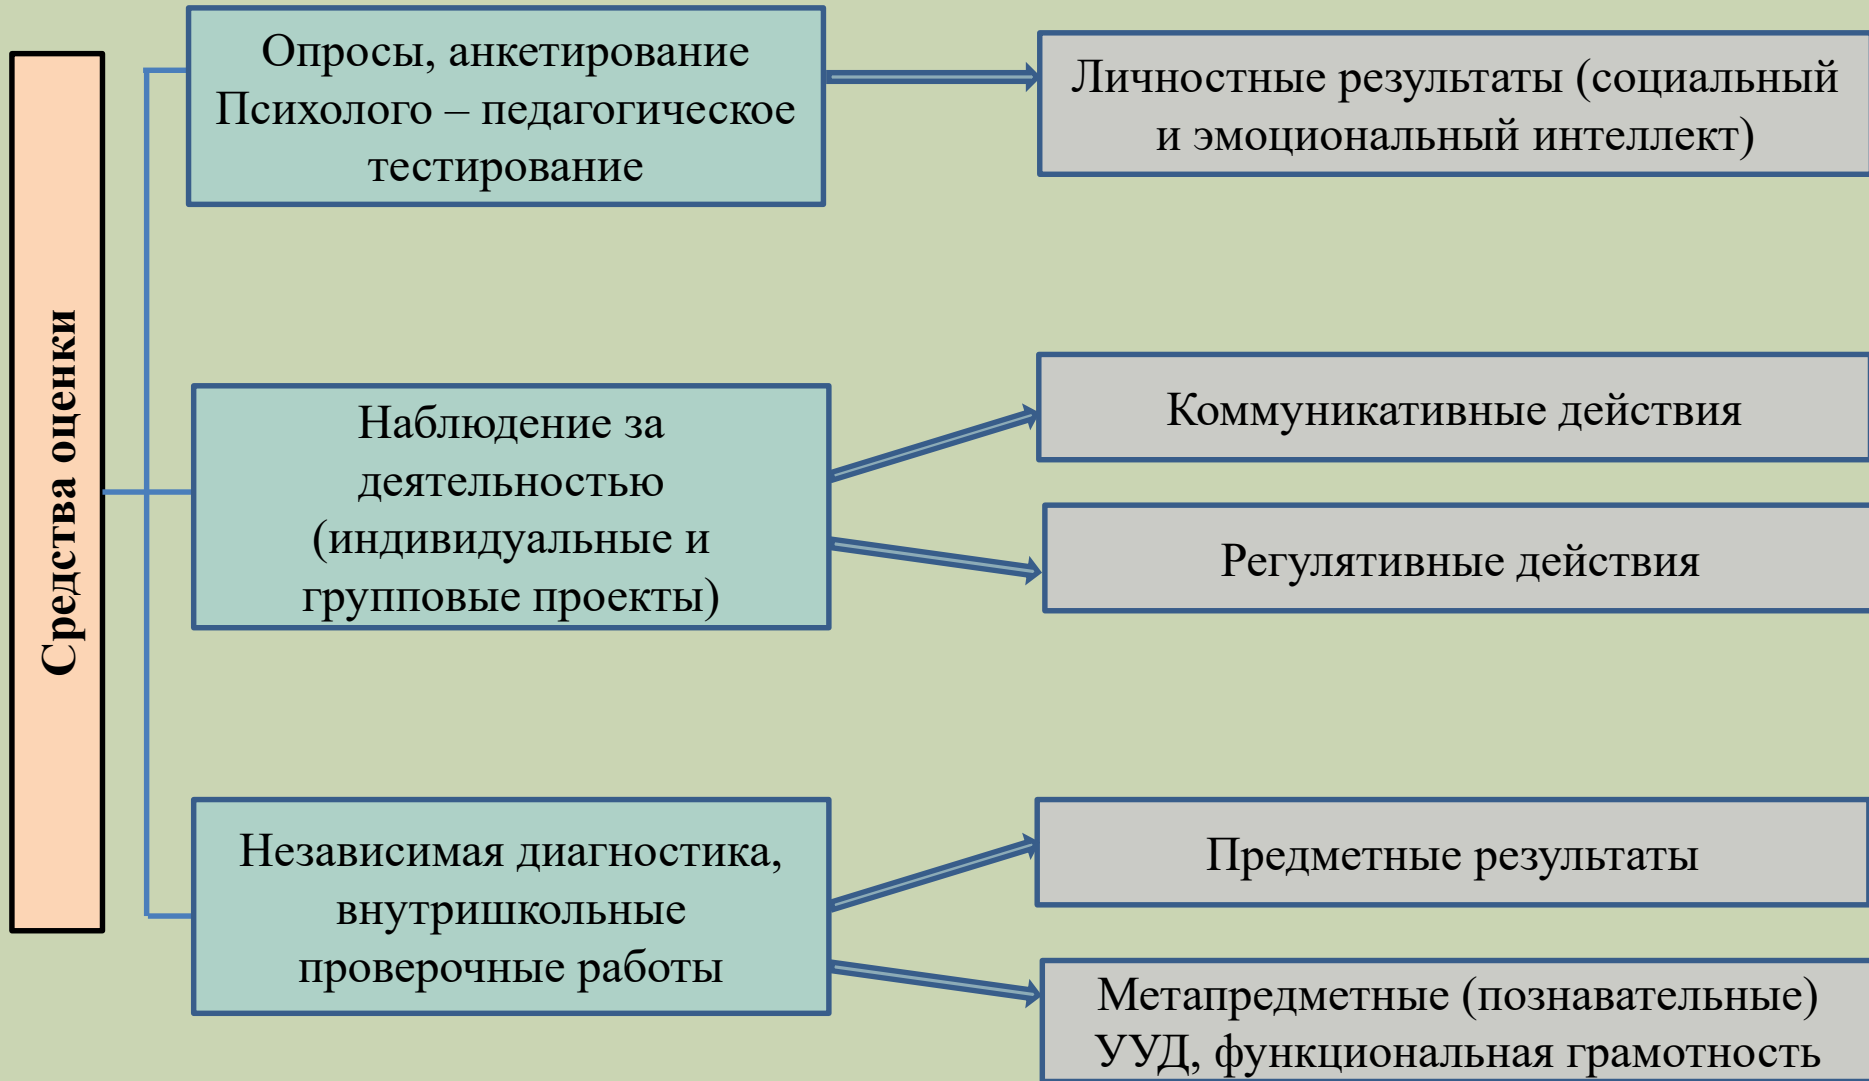 Средства оценки
Опросы, анкетирование
Психолого – педагогическое
тестирование
Личностные результаты (социальный
и эмоциональный интеллект)
Наблюдение за
деятельностью
(индивидуальные и
групповые проекты)
Коммуникативные действия
Регулятивные действия
Независимая диагностика,
внутришкольные
проверочные работы
Предметные результаты
Метапредметные (познавательные)
УУД, функциональная грамотность